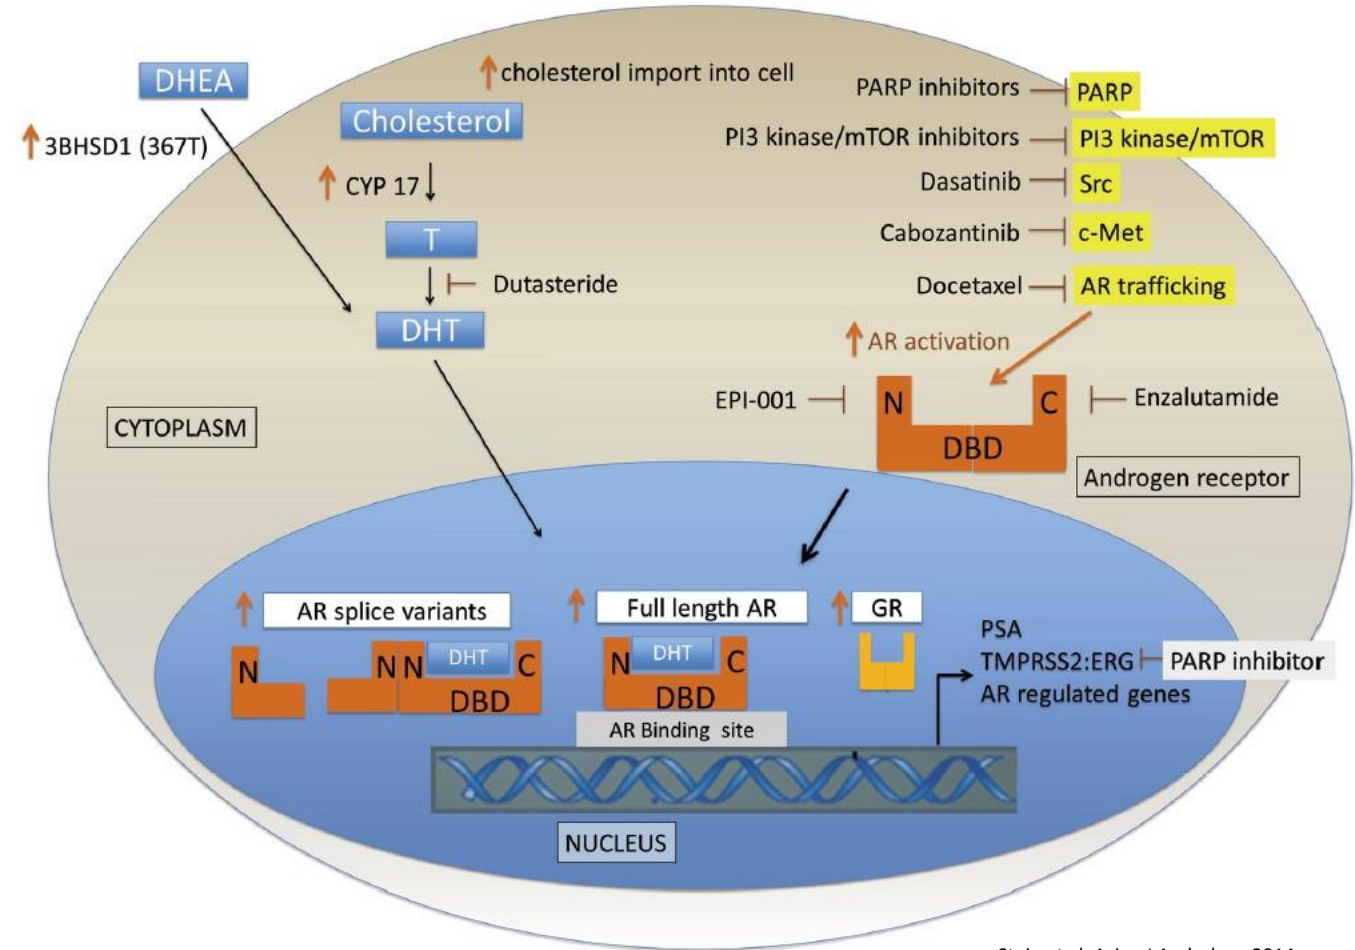 DHEA
cholesterol import into cell
Cholesterol
3BHSD1 (367T)
CYP 17
T
Dutasteride
DHT
PARP inhibitors
PARP
PI3 kinase/mTOR inhibitors
PI3 kinase/mTOR
Dasatinib
Src
Cabozantinib
c-Met
Docetaxel
AR trafficking
AR activation
EPI-001
N
C
DBD
Enzalutamide
Androgen receptor
CYTOPLASM
AR splice variants
N
N
N
DHT
C
DBD
Full length AR
N
DHT
C
DBD
AR Binding site
GR
PSA
TMPRSS2:ERG
AR regulated genes
PARP inhibitor
NUCLEUS